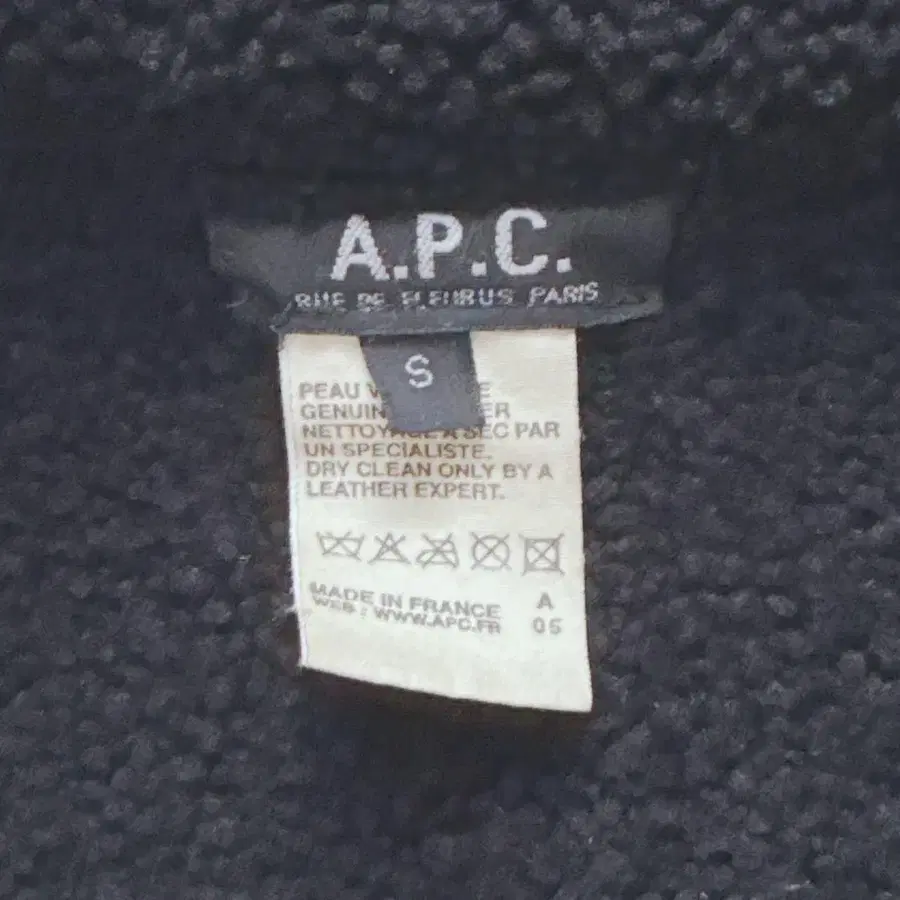 A.P.C.
RUE DE FLEURUS PARIS
S
PEAU
GENUIN
NETTOYAGE A SEC PAR
UN SPECIALISTE.
DRY CLEAN ONLY BY A
LEATHER EXPERT.
MADE IN FRANCE A
WEB : WWW.APC.FR 05